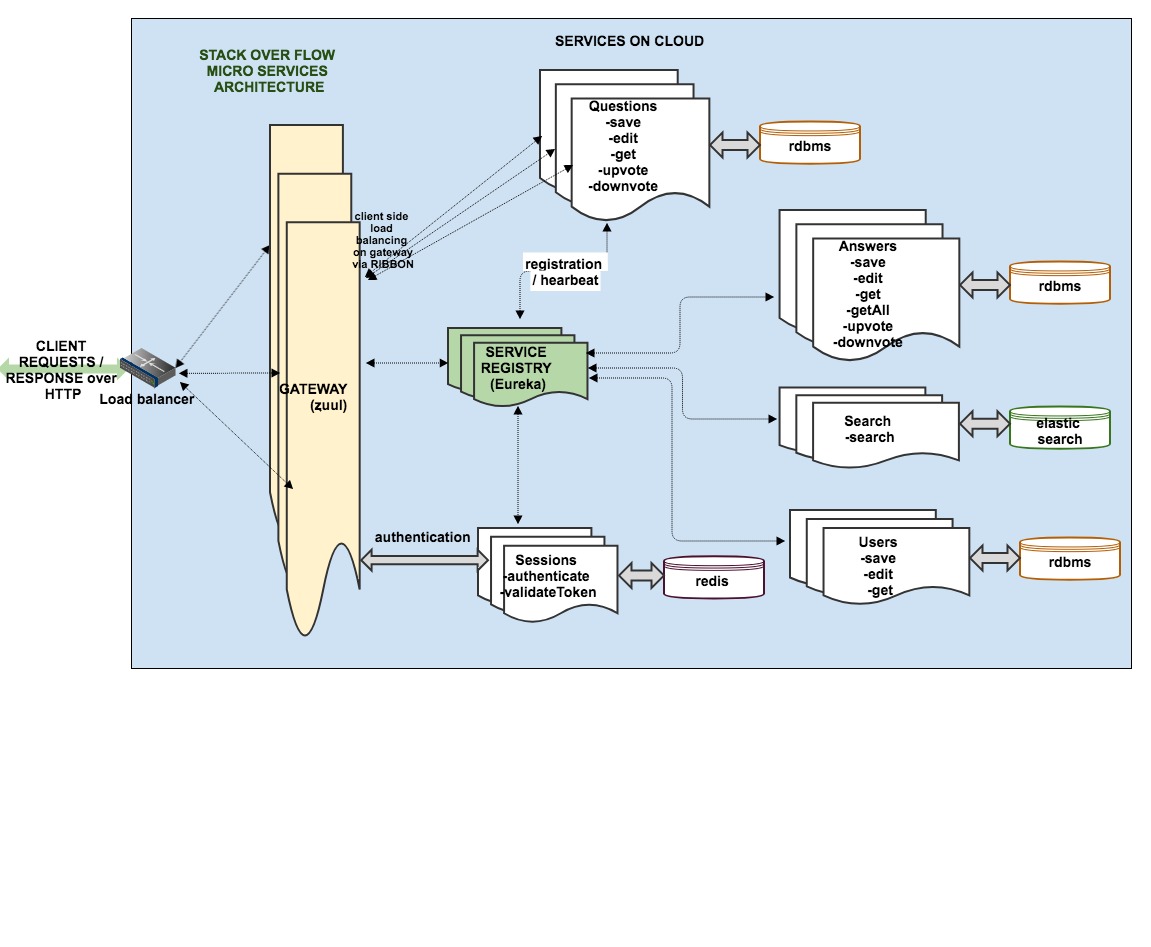 SERVICES ON CLOUD
STACK OVER FLOW
MICRO SERVICES
ARCHITECTURE
Questions
-save
-edit
-get
-upvote
-downvote
rdbms
client side
load
balancing
on gateway
via RIBBON
registration
/ hearbeat
Answers
-save
-edit
-get
-getAll
-upvote
-downvote
rdbms
CLIENT
REQUESTS /
RESPONSE over
HTTP
Load balancer
GATEWAY
(zuul)
SERVICE
REGISTRY
(Eureka)
Search
-search
elastic
search
authentication
Sessions
-authenticate
-validateToken
redis
Users
-save
-edit
-get
rdbms